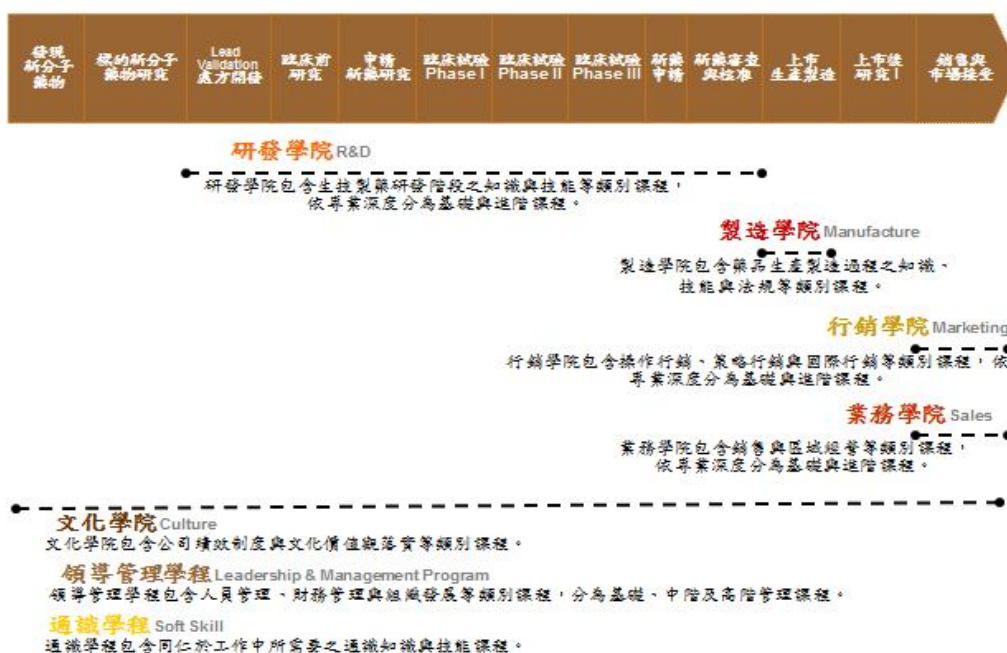 發現
新分子
藥物
標的新分子
藥物研究
Lead
Validation
處方開發
臨床前
研究
申請
新藥研究
臨床試驗
Phase I
臨床試驗
Phase II
臨床試驗
Phase III
新藥
申請
新藥審查
與核准
上市
生產製造
上市後
研究 I
銷售與
市場接受
研發學院 R&D
研發學院包含生技製藥研發階段之知識與技能等類別課程，
依專業深度分為基礎與進階課程。
製造學院 Manufacture
製造學院包含藥品生產製造過程之知識、
技能與法規等類別課程。
行銷學院 Marketing
行銷學院包含操作行銷、策略行銷與國際行銷等類別課程，依
專業深度分為基礎與進階課程。
業務學院 Sales
業務學院包含銷售與區域經營等類別課程，
依專業深度分為基礎與進階課程。
文化學院 Culture
文化學院包含公司績效制度與文化價值觀落實等類別課程。
領導管理學程 Leadership & Management Program
領導管理學程包含人員管理、財務管理與組織發展等類別課程，分為基礎、中階及高階管理課程。
通識學程 Soft Skill
通識學程包含同仁於工作中所需要之通識知識與技能課程。